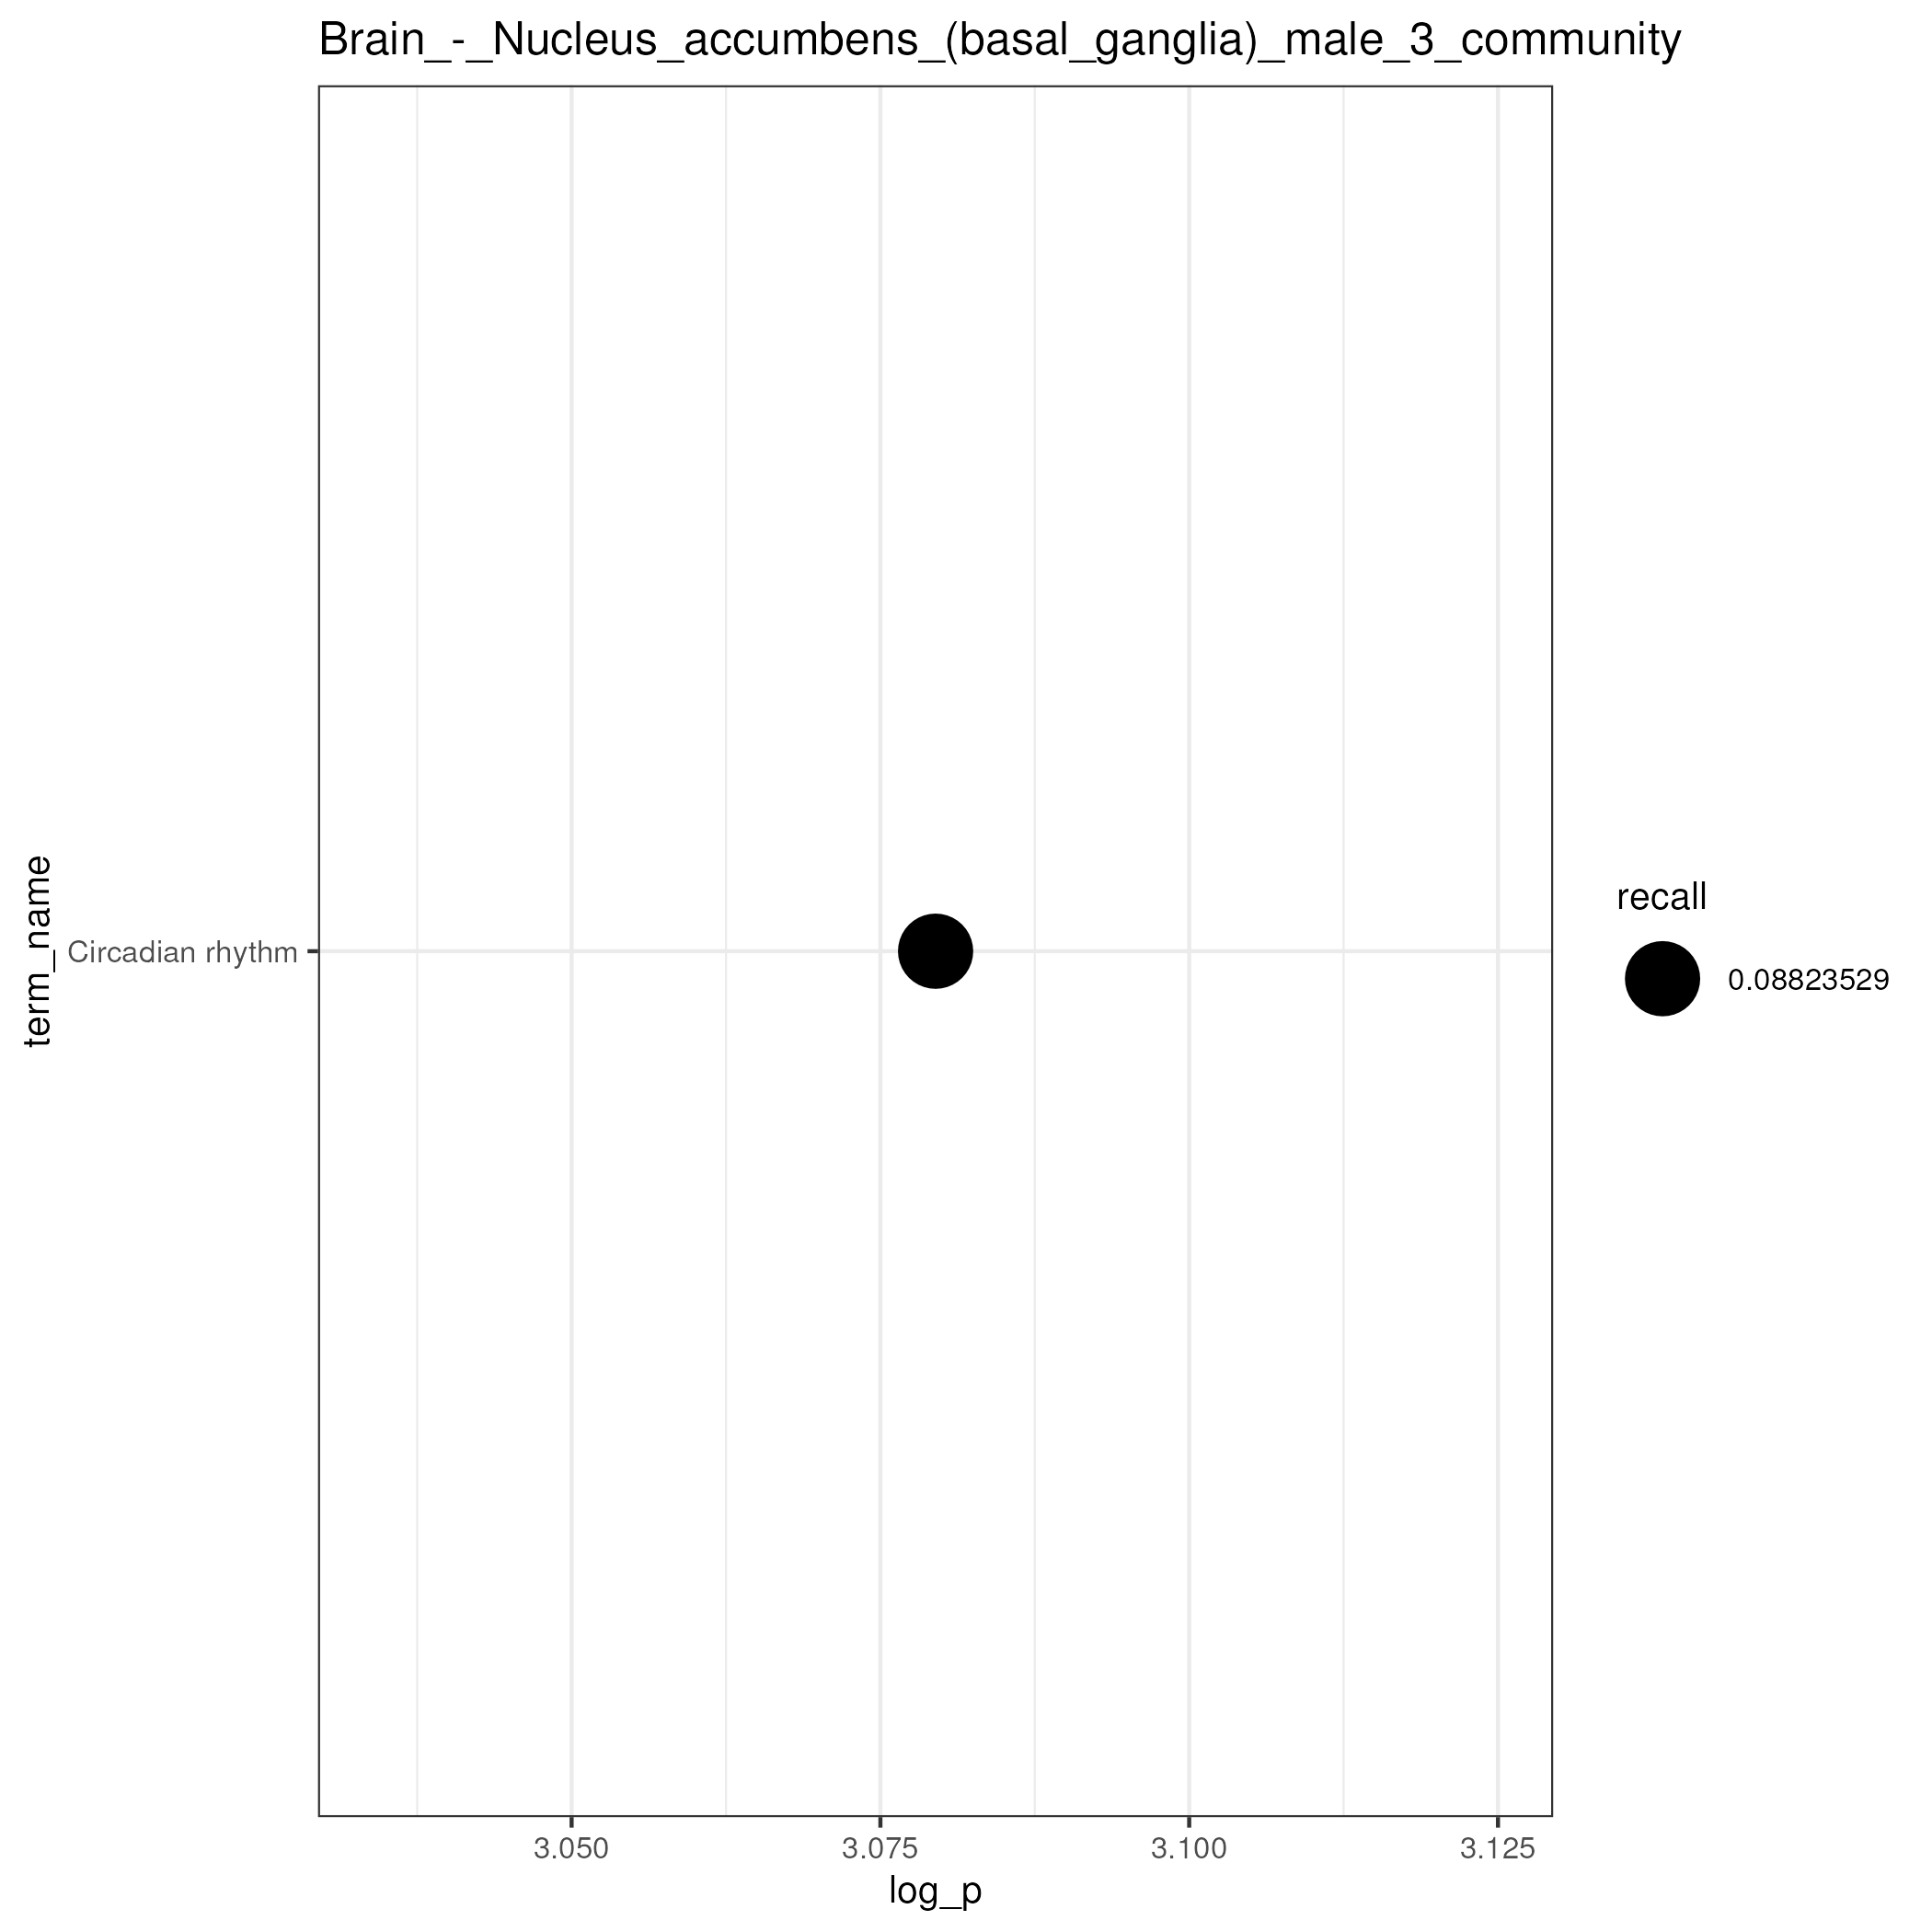 Brain_-_Nucleus_accumbens_(basal_ganglia)_male_3_community
term_name
Circadian rhythm
recall
0.08823529
3.050 3.075 3.100 3.125
log_p